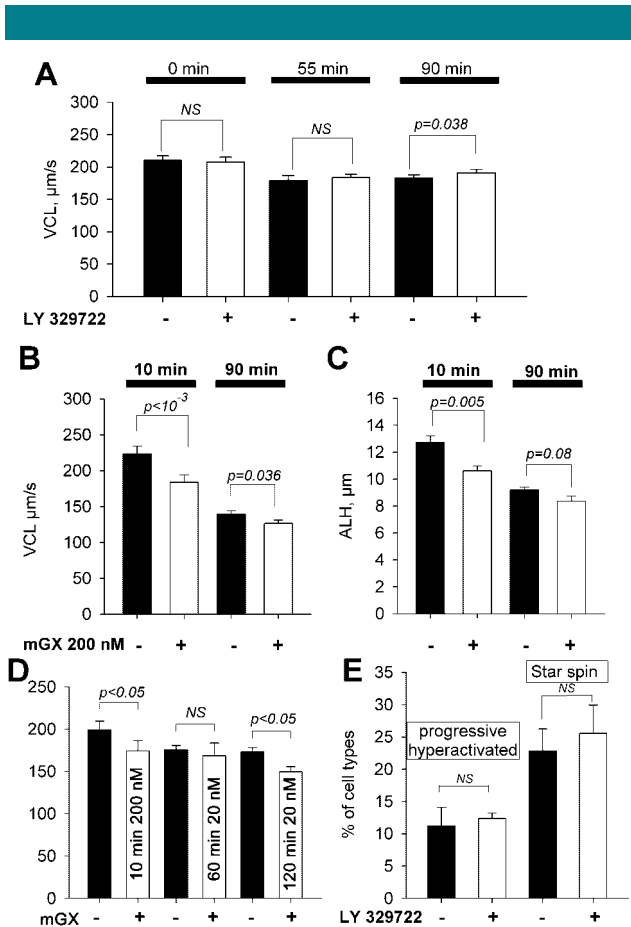 A
0 min 55 min 90 min
300
250
200
150
100
50
0
VCL, µm/s
NS NS p=0.038
LY 329722 - + - + - +
B
10 min 90 min
300
250
200
150
100
50
0
VCL µm/s
p<10⁻³
p=0.036
mGX 200 nM - + - +
C
10 min 90 min
16
14
12
10
8
6
4
2
0
ALH, µm
p=0.005
p=0.08
- + - +
D
250
200
150
100
50
0
p<0.05 NS p<0.05
10 min 200 nM
60 min 20 nM
120 min 20 nM
mGX - + - + - +
E
35
30
25
20
15
10
5
0
% of cell types
Star spin
NS
progressive
hyperactivated
NS
LY 329722 - + - +